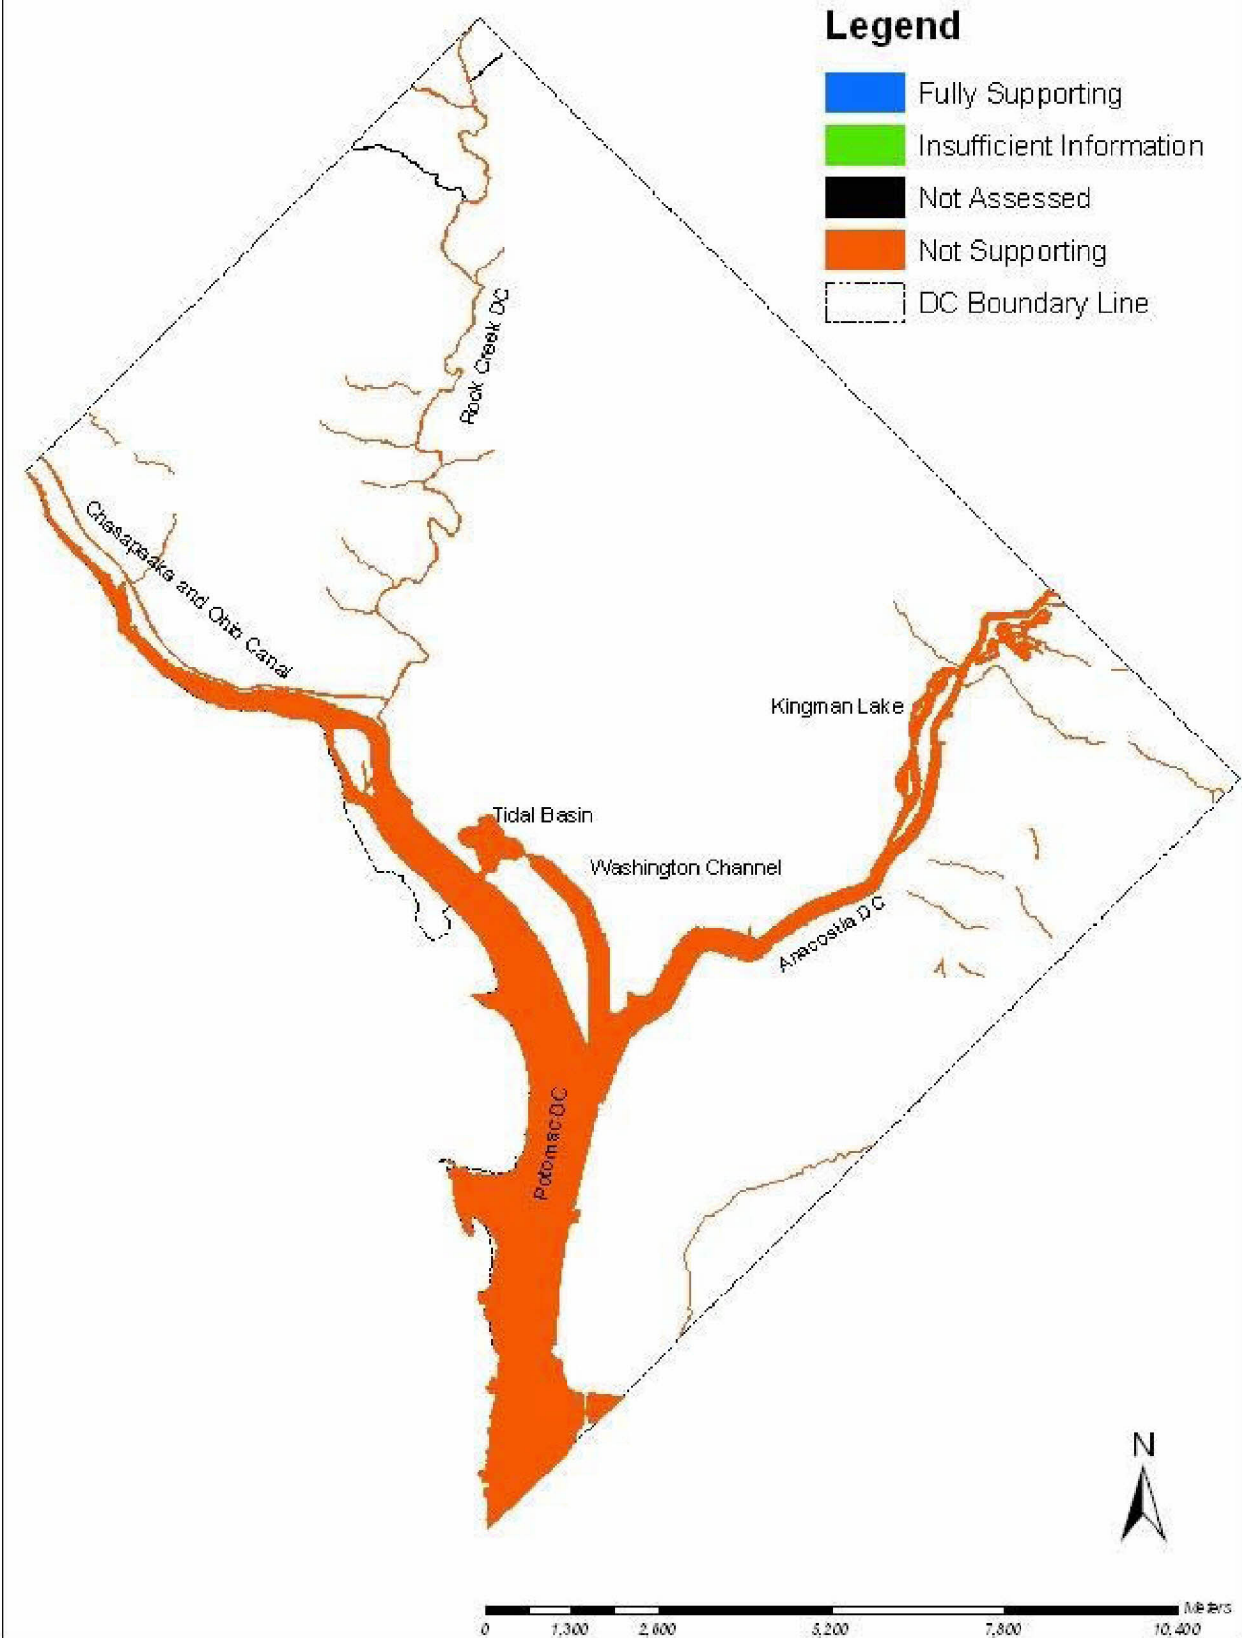 Legend
Fully Supporting
Insufficient Information
Not Assessed
Not Supporting
DC Boundary Line
Rock Creek DC
Chesapeake and Ohio Canal
Kingman Lake
Tidal Basin
Washington Channel
Anacostia DC
Potomac DC
N
Meters
0 1,300 2,600 5,200 7,800 10,400